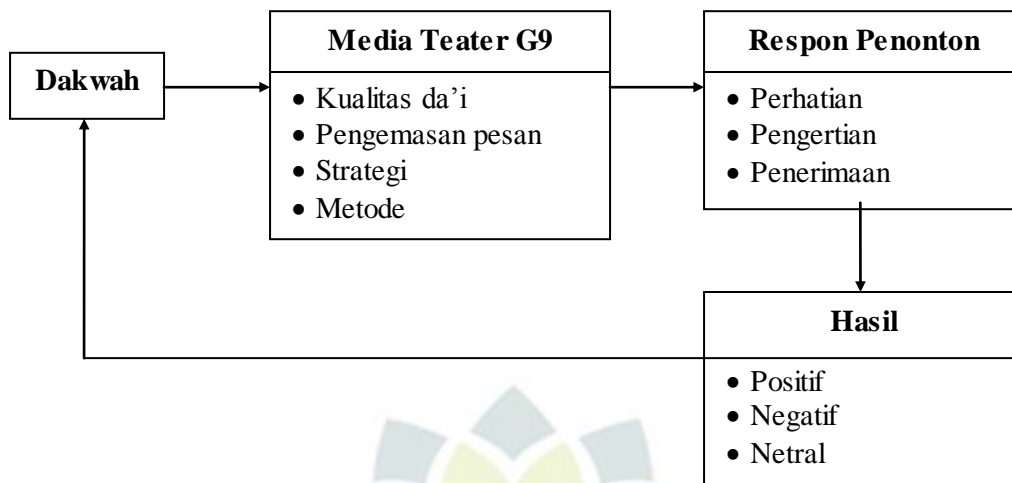 Dakwah
Media Teater G9
• Kualitas da’i
• Pengemasan pesan
• Strategi
• Metode
Respon Penonton
• Perhatian
• Pengertian
• Penerimaan
Hasil
• Positif
• Negatif
• Netral